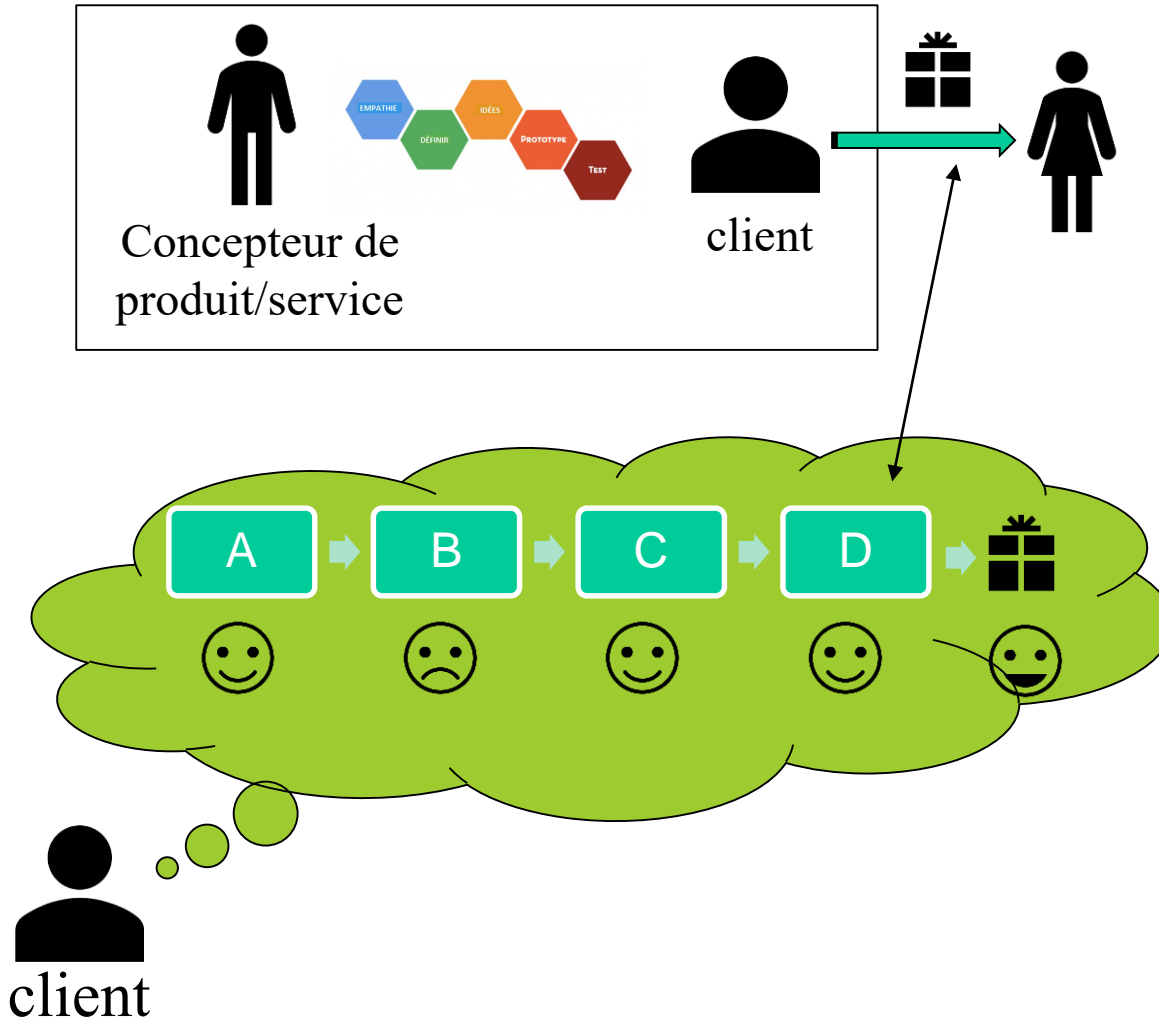 EMPATHIE
DÉFINIR
IDÉES
PROTOTYPE
TEST
Concepteur de
produit/service
client
A
B
C
D
client